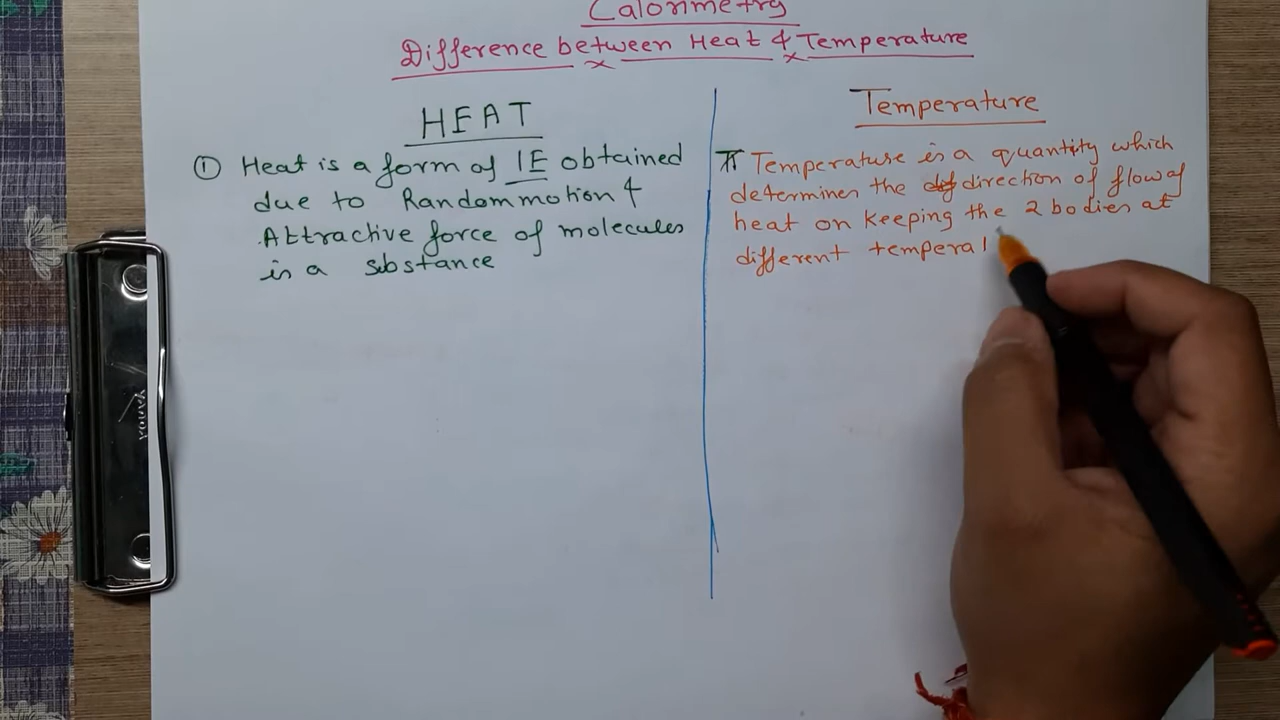 Calorimetry
Difference between Heat & Temperature
HEAT
① Heat is a form of IE obtained
due to Random motion &
Attractive force of molecules
is a substance
Temperature
Temperature is a quantity which
determines the direction of flow of
heat on keeping the 2 bodies at
different temperat
YOUVA